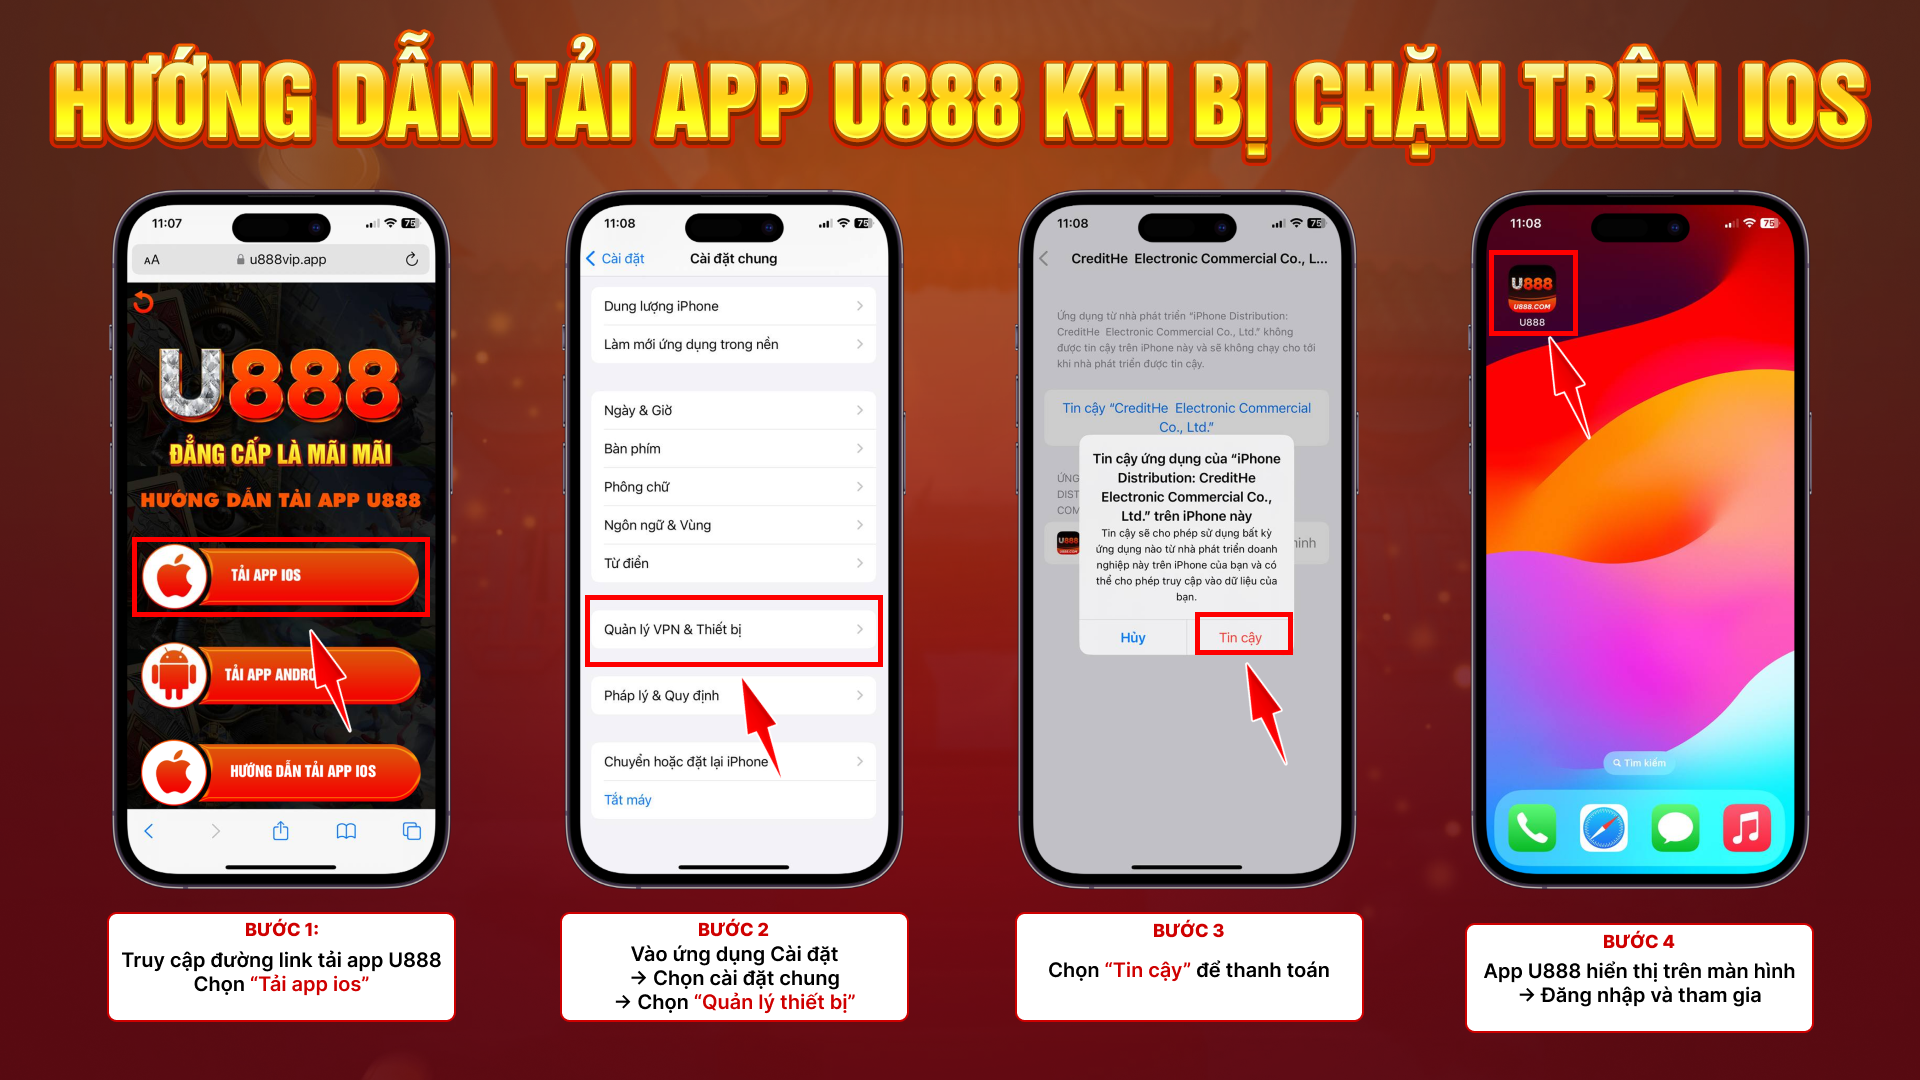 HƯỚNG DẪN TẢI APP U888 KHI BỊ CHẶN TRÊN IOS
11:07
75
AA
u888vip.app
U888
ĐẲNG CẤP LÀ MÃI MÃI
HƯỚNG DẪN TẢI APP U888
TẢI APP IOS
TẢI APP
HƯỚNG DẪN TẢI APP IOS
BƯỚC 1:
Truy cập đường link tải app U888
Chọn “Tải app ios”
11:08
75
Cài đặt
Cài đặt chung
Dung lượng iPhone
Làm mới ứng dụng trong nền
Ngày & Giờ
Bàn phím
Phông chữ
Ngôn ngữ & Vùng
Từ điển
Quản lý VPN & Thiết bị
Pháp lý & Quy định
Chuyển hoặc đặt lại iPhone
Tắt máy
BƯỚC 2
Vào ứng dụng Cài đặt
→ Chọn cài đặt chung
→ Chọn “Quản lý thiết bị”
11:08
75
CreditHe Electronic Commercial Co., L...
Ứng dụng từ nhà phát triển “iPhone Distribution:
CreditHe Electronic Commercial Co., Ltd.” không
được tin cậy trên iPhone này và sẽ không chạy cho tới
khi nhà phát triển được tin cậy.
Tin cậy “CreditHe Electronic Commercial
Co., Ltd.”
ỨNG
DIST
COM
U888
Tin cậy ứng dụng của “iPhone
Distribution: CreditHe
Electronic Commercial Co.,
Ltd.” trên iPhone này
Tin cậy sẽ cho phép sử dụng bất kỳ
ứng dụng nào từ nhà phát triển doanh
nghiệp này trên iPhone của bạn và có
thể cho phép truy cập vào dữ liệu của
bạn.
Hủy
Tin cậy
BƯỚC 3
Chọn “Tin cậy” để thanh toán
11:08
75
U888
U888.COM
U888
Tìm kiếm
BƯỚC 4
App U888 hiển thị trên màn hình
→ Đăng nhập và tham gia